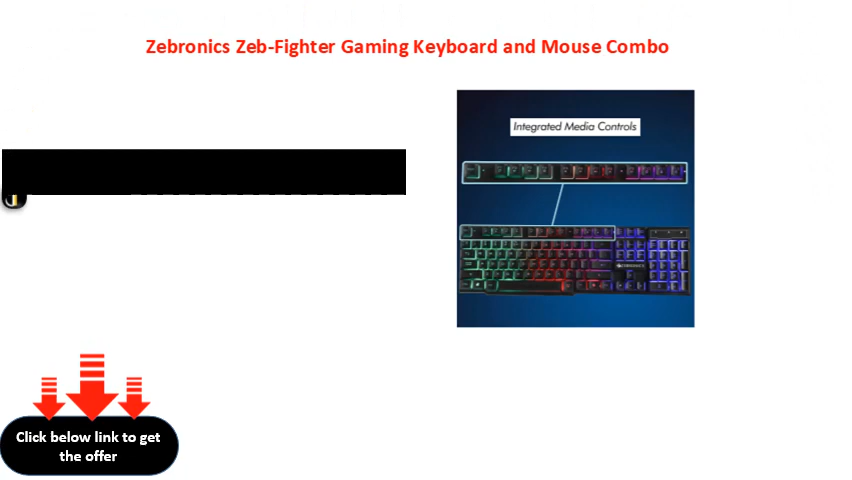 Zebronics Zeb-Fighter Gaming Keyboard and Mouse Combo
Integrated Media Controls
ZEBRONICS
Click below link to get
the offer